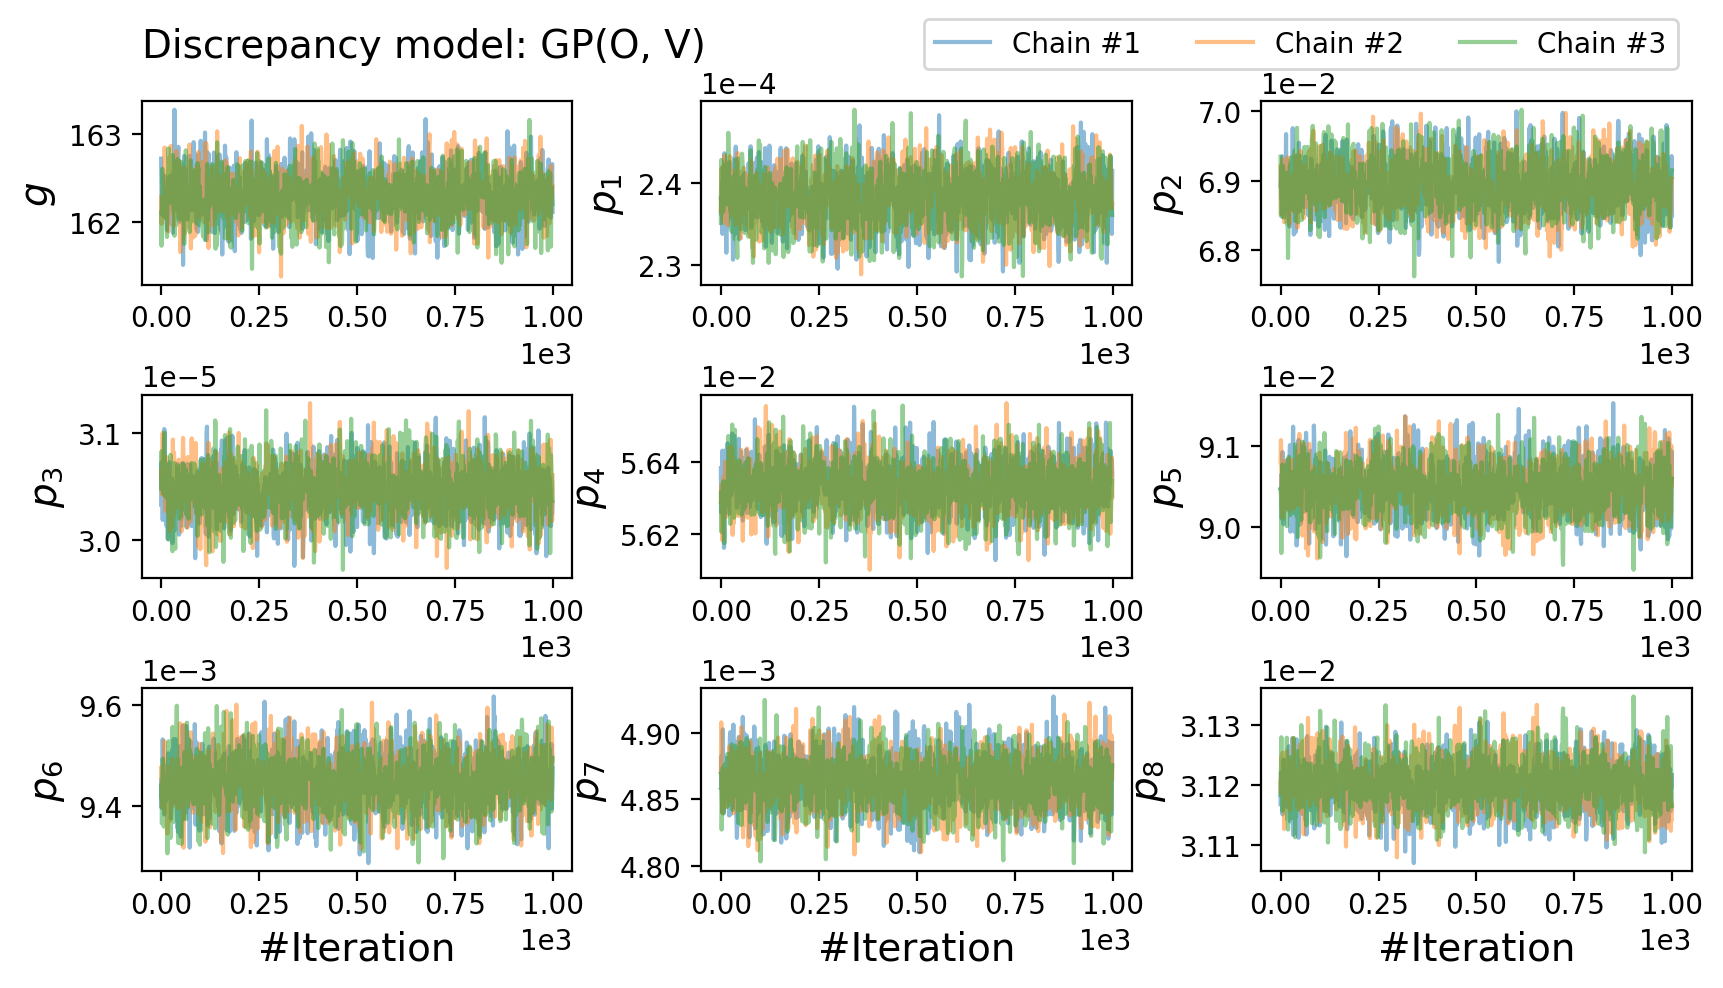 Discrepancy model: GP(O, V)
Chain #1 Chain #2 Chain #3
1e−4 1e−2
163
162
g
2.4
2.3
p1
7.0
6.9
6.8
p2
0.00 0.25 0.50 0.75 1.00 0.00 0.25 0.50 0.75 1.00 0.00 0.25 0.50 0.75 1.00
1e3 1e3 1e3
1e−5 1e−2 1e−2
3.1
3.0
p3
5.64
5.62
p4
9.1
9.0
p5
0.00 0.25 0.50 0.75 1.00 0.00 0.25 0.50 0.75 1.00 0.00 0.25 0.50 0.75 1.00
1e3 1e3 1e3
1e−3 1e−3 1e−2
9.6
9.4
p6
4.90
4.85
4.80
p7
3.13
3.12
3.11
p8
0.00 0.25 0.50 0.75 1.00 0.00 0.25 0.50 0.75 1.00 0.00 0.25 0.50 0.75 1.00
1e3 1e3 1e3
#Iteration #Iteration #Iteration